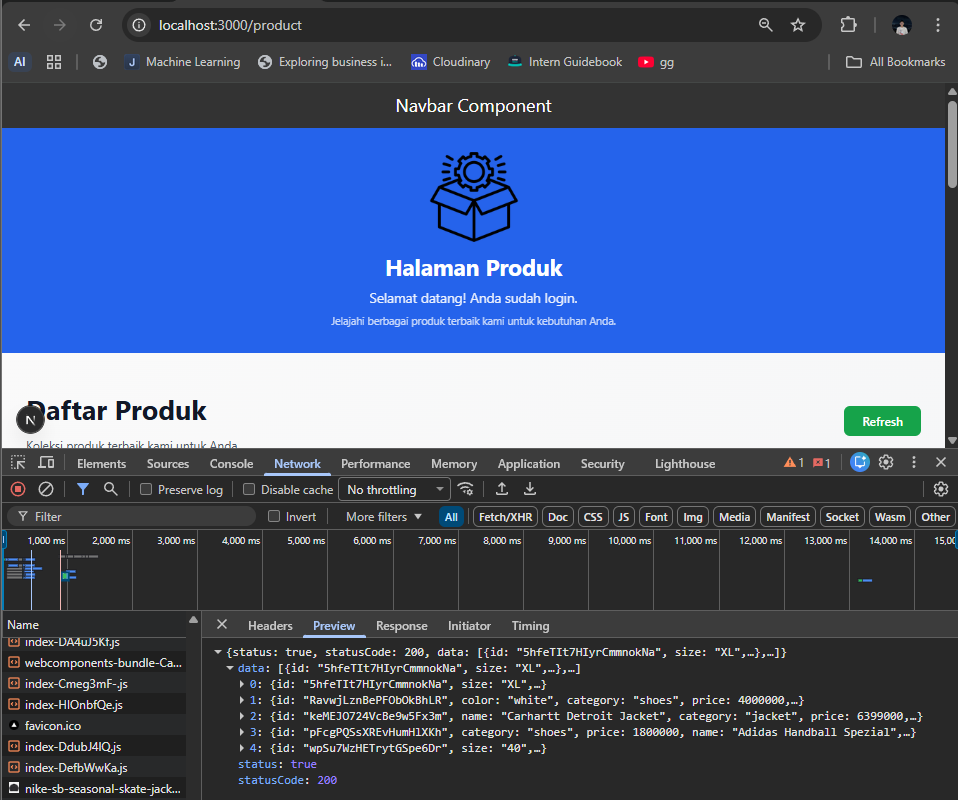 localhost:3000/product
AI Machine Learning Exploring business i... Cloudinary Intern Guidebook gg All Bookmarks
Navbar Component
Halaman Produk
Selamat datang! Anda sudah login.
Jelajahi berbagai produk terbaik kami untuk kebutuhan Anda.
Daftar Produk
N
Refresh
Koleksi produk terbaik kami untuk Anda
Elements Sources Console Network Performance Memory Application Security Lighthouse 1 1
Preserve log Disable cache No throttling
Filter Invert More filters All Fetch/XHR Doc CSS JS Font Img Media Manifest Socket Wasm Other
1,000 ms 2,000 ms 3,000 ms 4,000 ms 5,000 ms 6,000 ms 7,000 ms 8,000 ms 9,000 ms 10,000 ms 11,000 ms 12,000 ms 13,000 ms 14,000 ms 15,0
Name
index-DA4uJ5Kf.js
webcomponents-bundle-Ca...
index-Cmeg3mF-.js
index-HIOnbfQe.js
favicon.ico
index-DdubJ4IQ.js
index-DefbWwKa.js
nike-sb-seasonal-skate-jack...
Headers Preview Response Initiator Timing
{status: true, statusCode: 200, data: [{id: "5hfeTIt7HIyrCmmnokNa", size: "XL",…},…]}
data: [{id: "5hfeTIt7HIyrCmmnokNa", size: "XL",…},…]
0: {id: "5hfeTIt7HIyrCmmnokNa", size: "XL",…}
1: {id: "RavwjLznBePFObOkBhLR", color: "white", category: "shoes", price: 4000000,…}
2: {id: "keMEJO724VcBe9w5Fx3m", name: "Carhartt Detroit Jacket", category: "jacket", price: 6399000,…}
3: {id: "pFcgPQSsXREvHumHlXKh", category: "shoes", price: 1800000, name: "Adidas Handball Spezial",…}
4: {id: "wpSu7WzHETrytGSpe6Dr", size: "40",…}
status: true
statusCode: 200